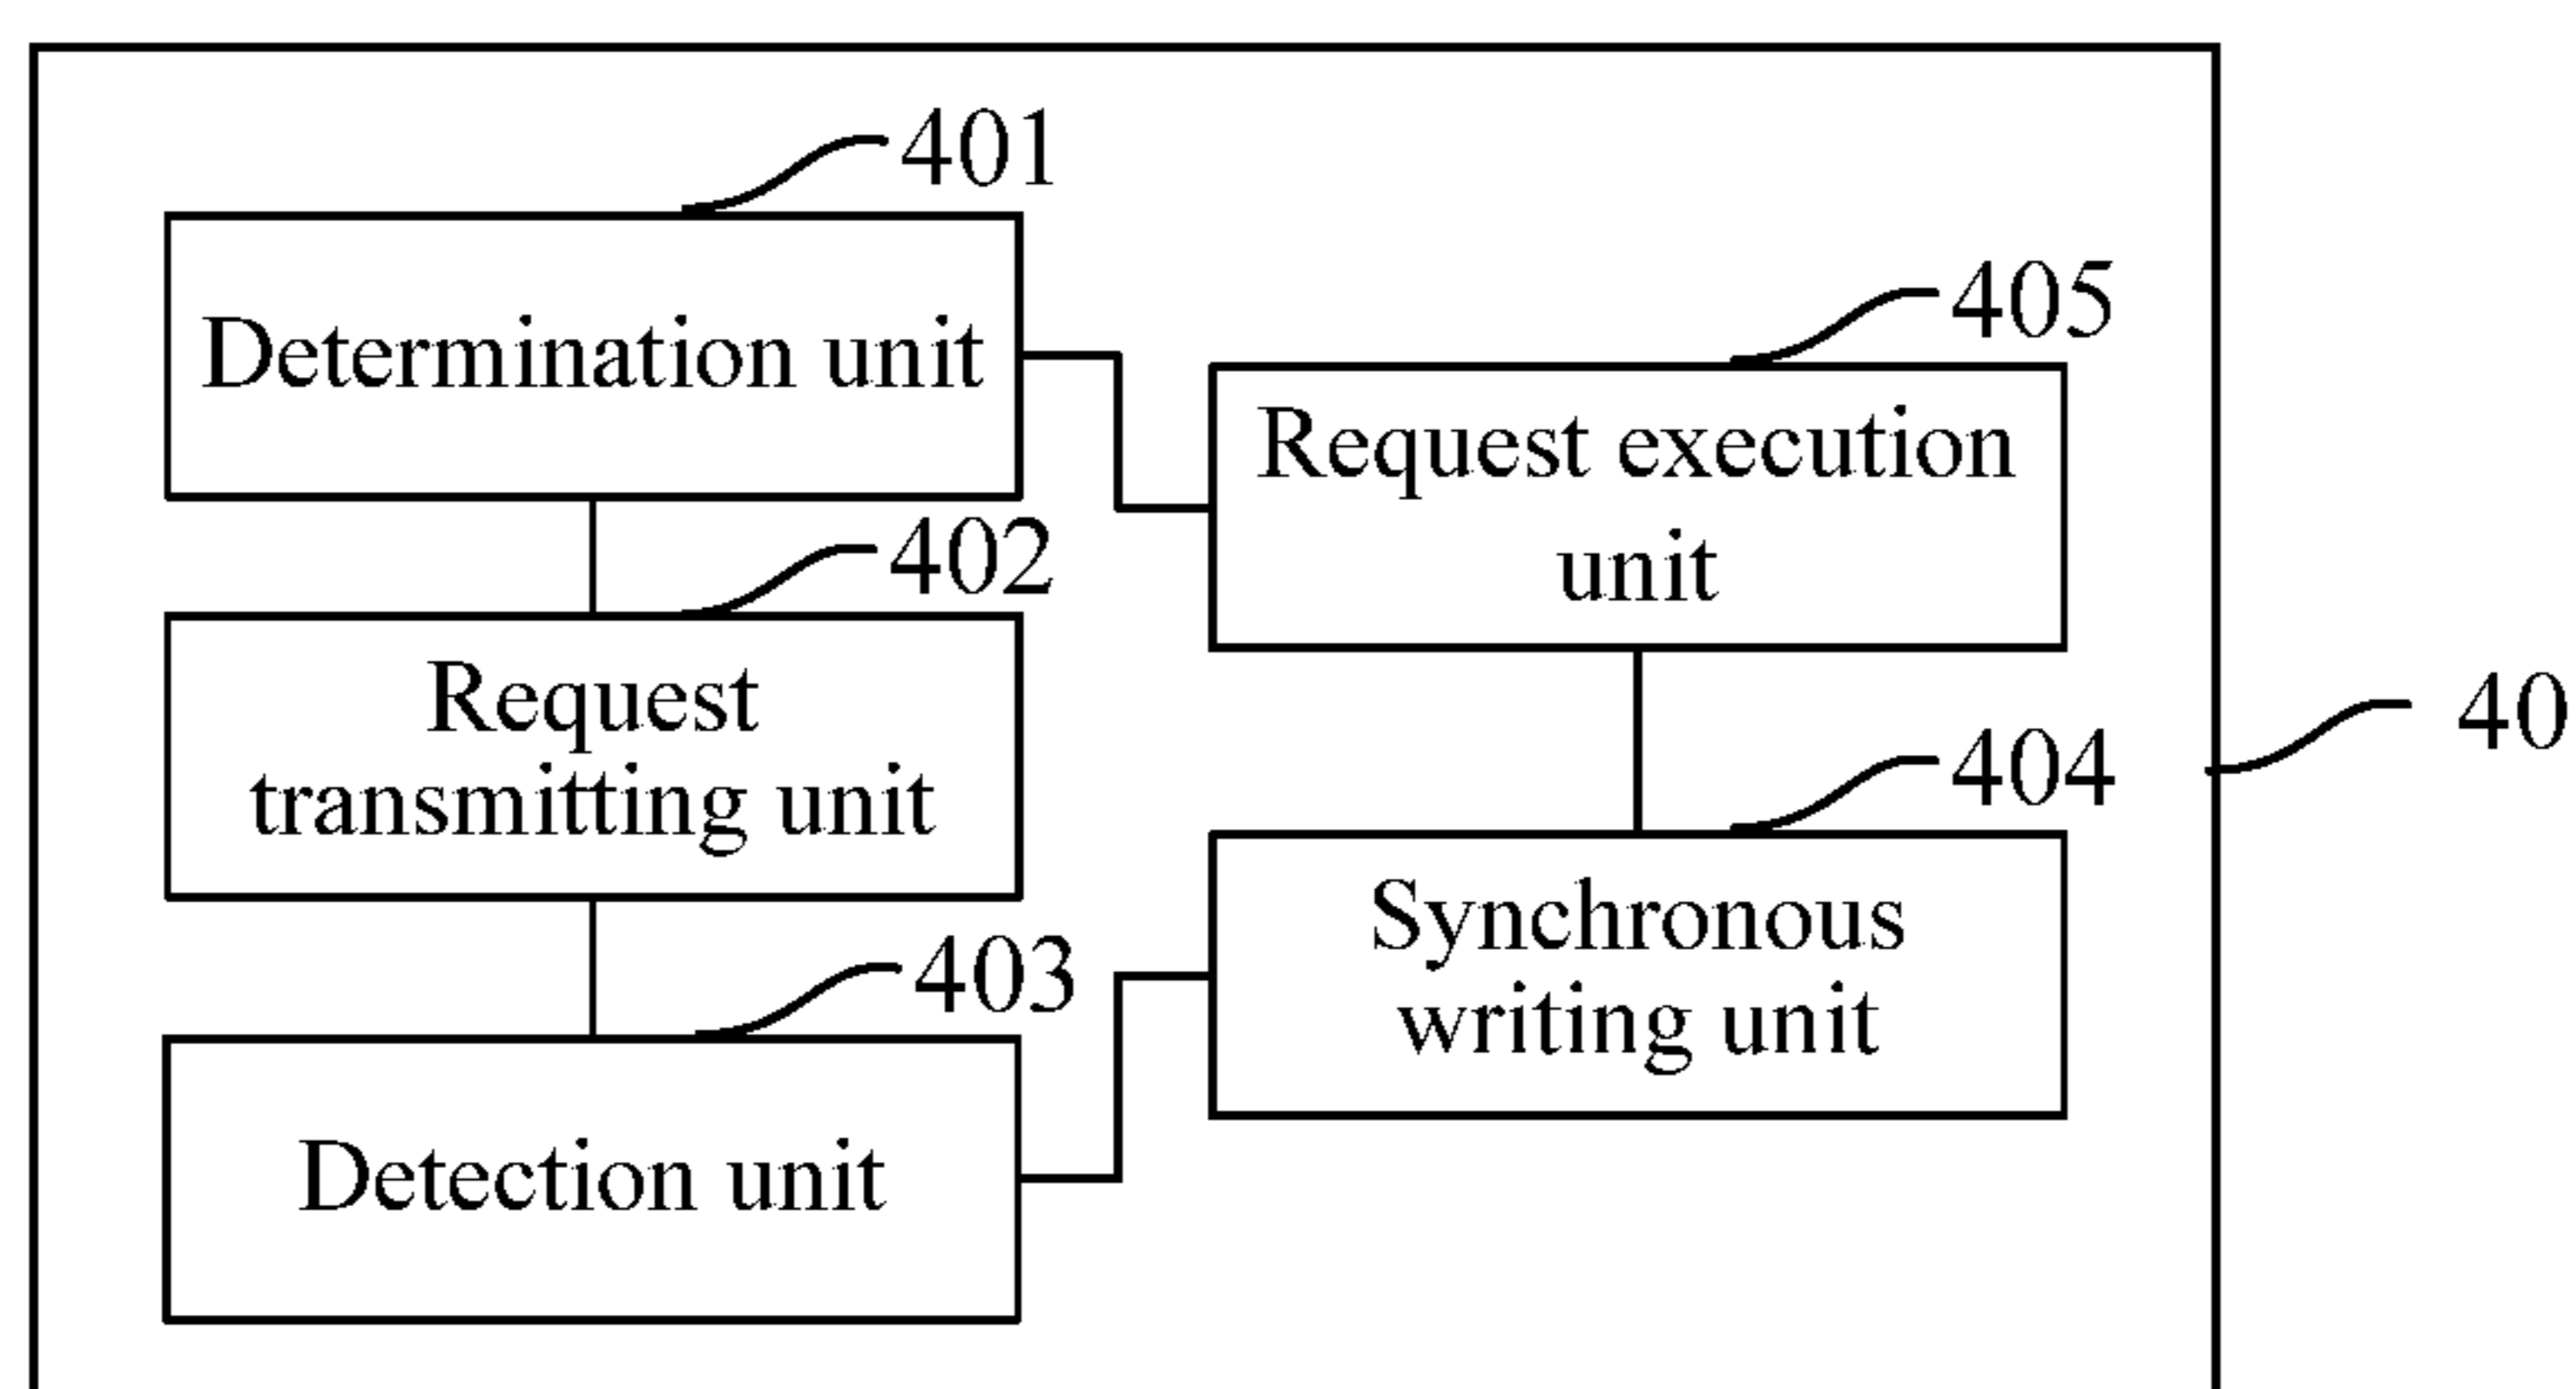 401
Determination unit
405
Request execution
unit
402
Request
transmitting unit
40
404
Synchronous
writing unit
403
Detection unit